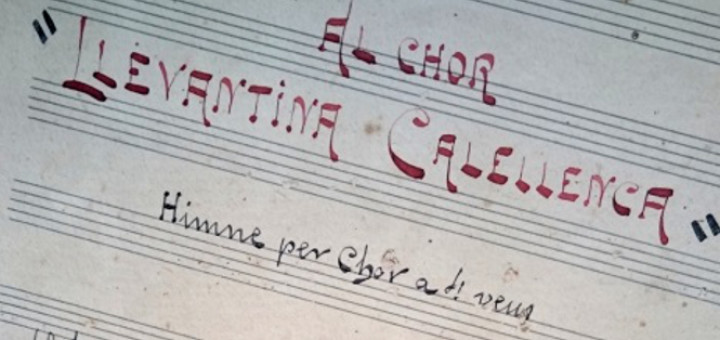 AL CHOR
"LLEVANTINA CALELLENCA"
Himne per Chor a 4! veus